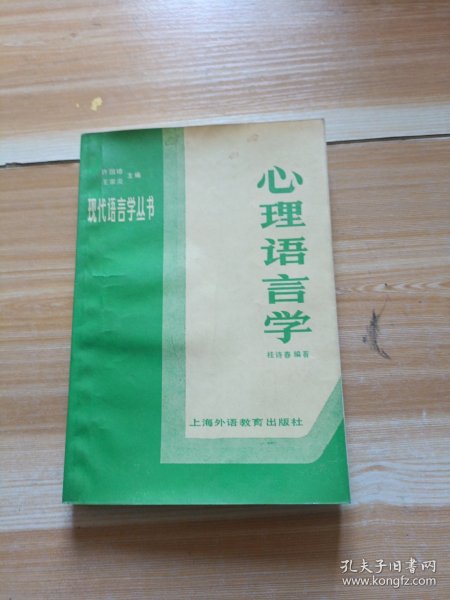 许国璋
王宗炎
主编
现代语言学丛书
心理语言学
桂诗春 编著
上海外语教育出版社
孔夫子旧书网
www.kongfz.com